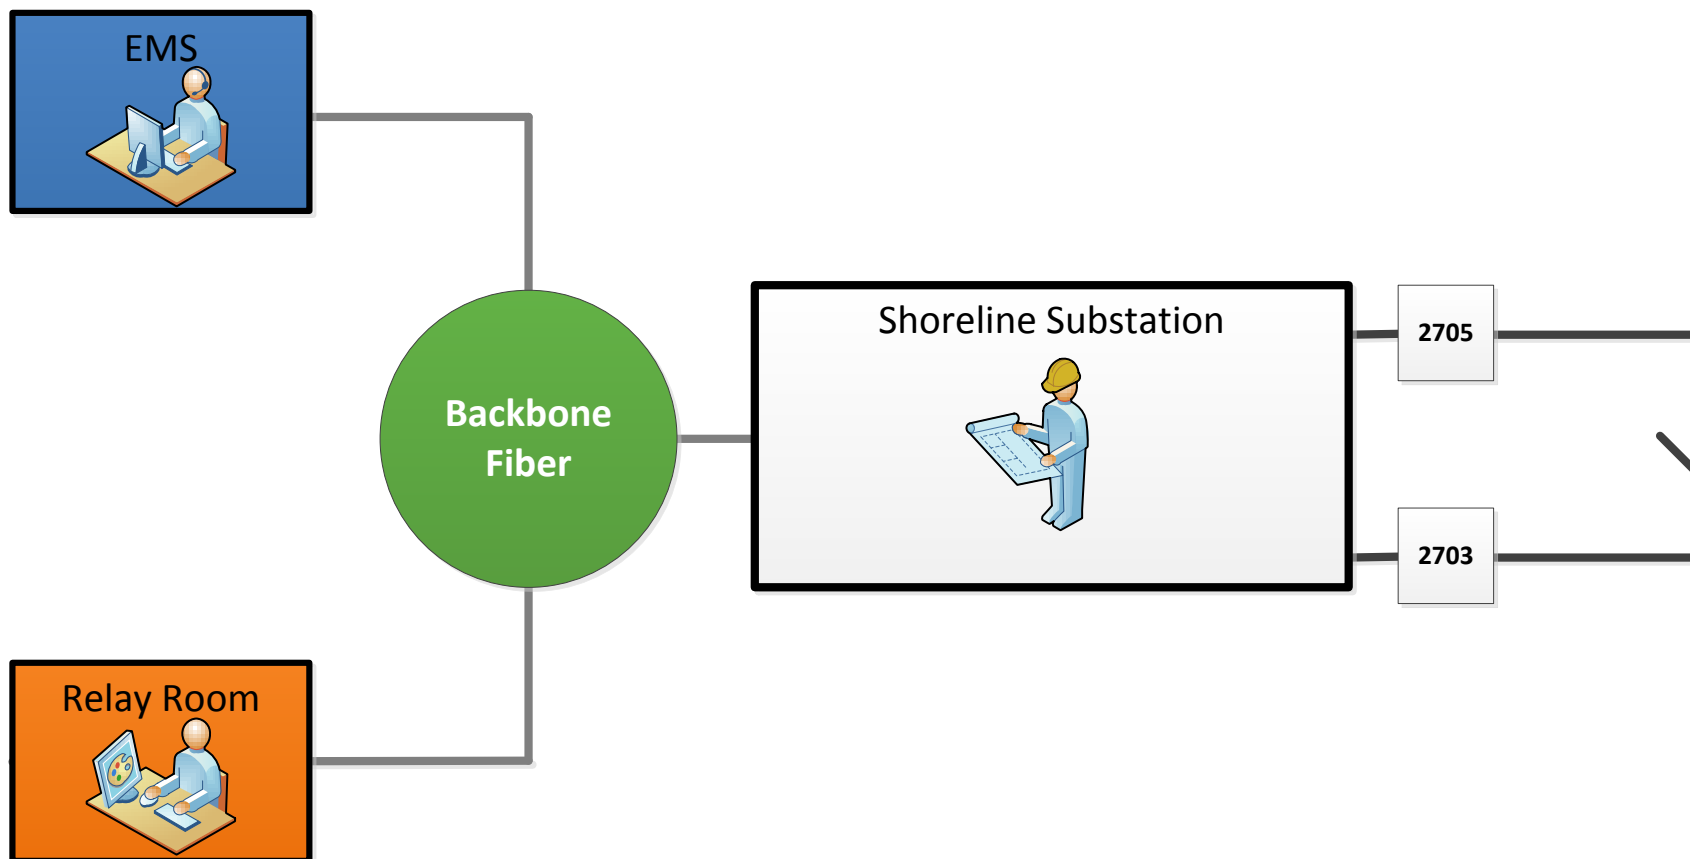 EMS
Backbone
Fiber
Shoreline Substation
2705
2703
Relay Room